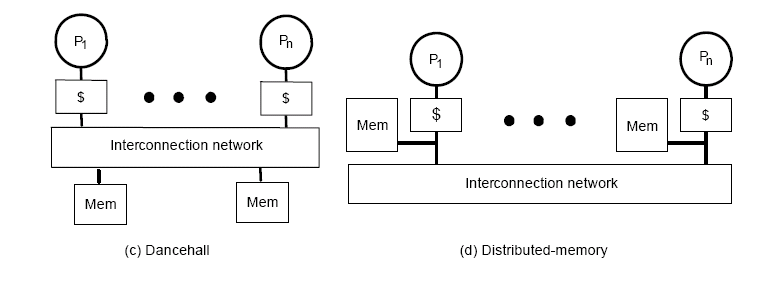 P1
Pn
$
$
Interconnection network
Mem
Mem
(c) Dancehall
P1
Pn
Mem
$
Mem
$
Interconnection network
(d) Distributed-memory